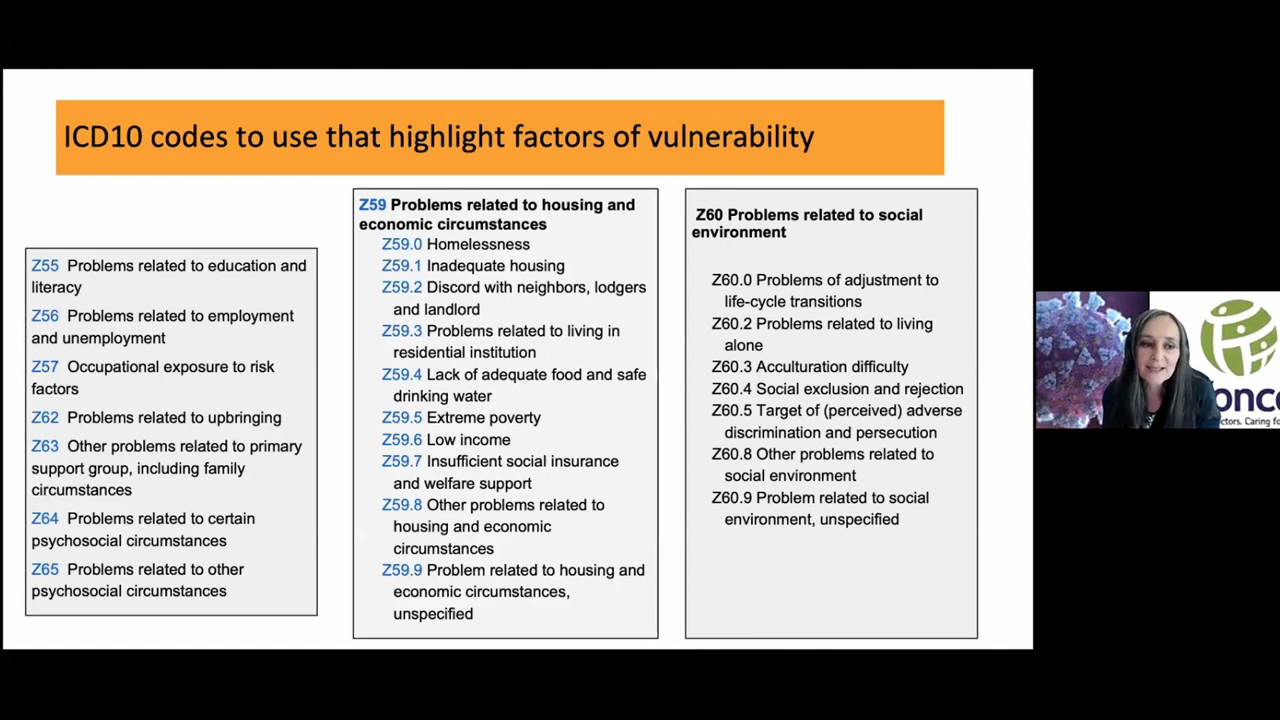 ICD10 codes to use that highlight factors of vulnerability
Z55 Problems related to education and
literacy
Z56 Problems related to employment
and unemployment
Z57 Occupational exposure to risk
factors
Z62 Problems related to upbringing
Z63 Other problems related to primary
support group, including family
circumstances
Z64 Problems related to certain
psychosocial circumstances
Z65 Problems related to other
psychosocial circumstances
Z59 Problems related to housing and
economic circumstances
Z59.0 Homelessness
Z59.1 Inadequate housing
Z59.2 Discord with neighbors, lodgers
and landlord
Z59.3 Problems related to living in
residential institution
Z59.4 Lack of adequate food and safe
drinking water
Z59.5 Extreme poverty
Z59.6 Low income
Z59.7 Insufficient social insurance
and welfare support
Z59.8 Other problems related to
housing and economic
circumstances
Z59.9 Problem related to housing and
economic circumstances,
unspecified
Z60 Problems related to social
environment
Z60.0 Problems of adjustment to
life-cycle transitions
Z60.2 Problems related to living
alone
Z60.3 Acculturation difficulty
Z60.4 Social exclusion and rejection
Z60.5 Target of (perceived) adverse
discrimination and persecution
Z60.8 Other problems related to
social environment
Z60.9 Problem related to social
environment, unspecified
Caring